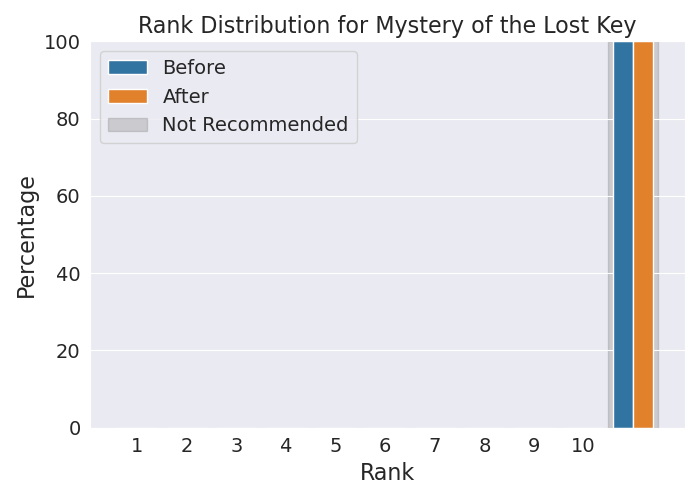 Rank Distribution for Mystery of the Lost Key
Before
After
Not Recommended
Percentage
100
80
60
40
20
0
1 2 3 4 5 6 7 8 9 10
Rank